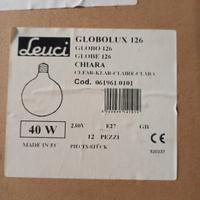 Leuci
GLOBOLUX 126
GLOBO 126
GLOBE 126
CHIARA
CLEAR-KLAR-CLAIRE-CLARA
Cod. 061961.0101
40 W
230V
E27
GB
12 PEZZI
MADE IN EC
PIECES-STÜCK